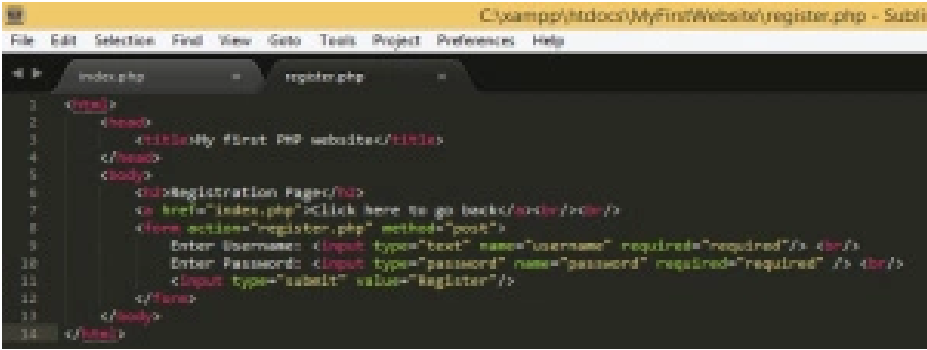 C:\xampp\htdocs\MyFirstWebsite\register.php - Subli
File Edit Selection Find View Goto Tools Project Preferences Help
index.php register.php
1 <html>
2 <head>
3 <title>My first PHP website</title>
4 </head>
5 <body>
6 <h2>Registration Page</h2>
7 <a href="index.php">Click here to go back</a><br/><br/>
8 <form action="register.php" method="post">
9 Enter Username: <input type="text" name="username" required="required"/> <br/>
10 Enter Password: <input type="password" name="password" required="required" /> <br/>
11 <input type="submit" value="Register"/>
12 </form>
13 </body>
14 </html>